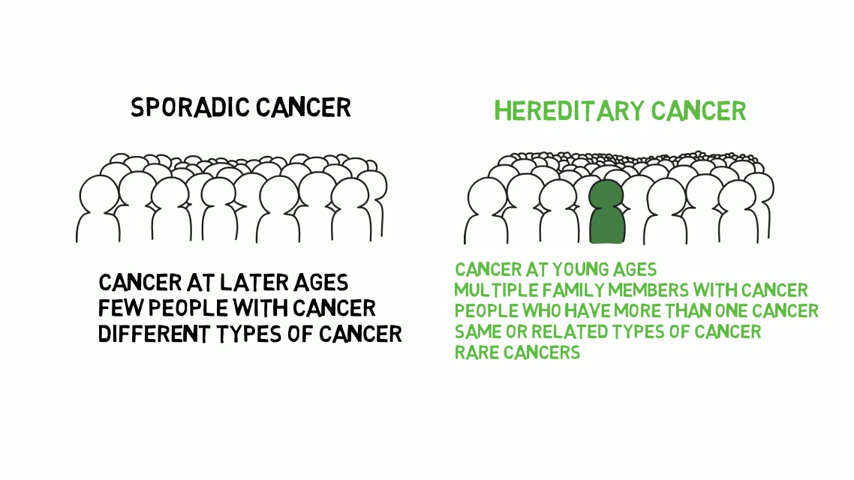 SPORADIC CANCER
CANCER AT LATER AGES
FEW PEOPLE WITH CANCER
DIFFERENT TYPES OF CANCER
HEREDITARY CANCER
CANCER AT YOUNG AGES
MULTIPLE FAMILY MEMBERS WITH CANCER
PEOPLE WHO HAVE MORE THAN ONE CANCER
SAME OR RELATED TYPES OF CANCER
RARE CANCERS